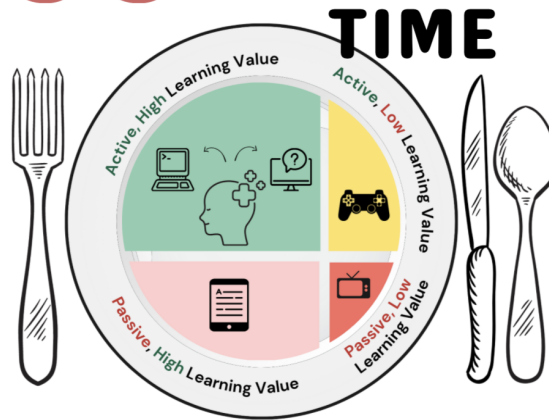 TIME
Active, High Learning Value
Active, Low Learning Value
Passive, High Learning Value
Passive, Low
Learning Value